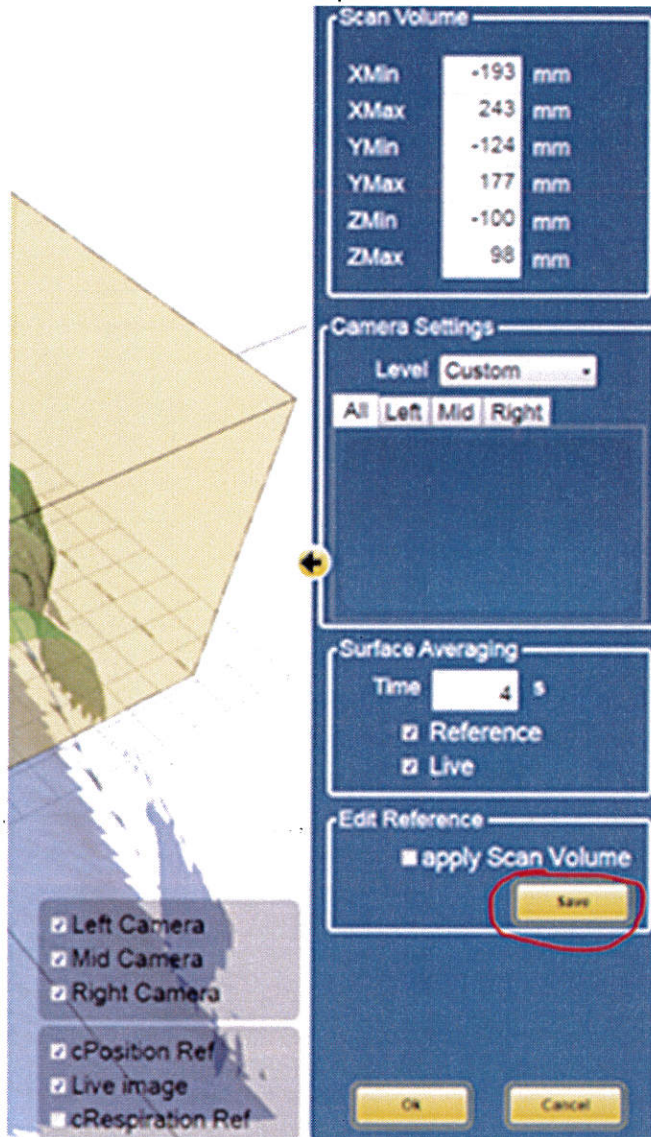 Scan Volume
XMin -193 mm
XMax 243 mm
YMin -124 mm
YMax 177 mm
ZMin -100 mm
ZMax 98 mm
Camera Settings
Level Custom
All Left Mid Right
Surface Averaging
Time 4 s
Reference
Live
Edit Reference
apply Scan Volume
Save
Left Camera
Mid Camera
Right Camera
cPosition Ref
Live image
cRespiration Ref
Ok Cancel